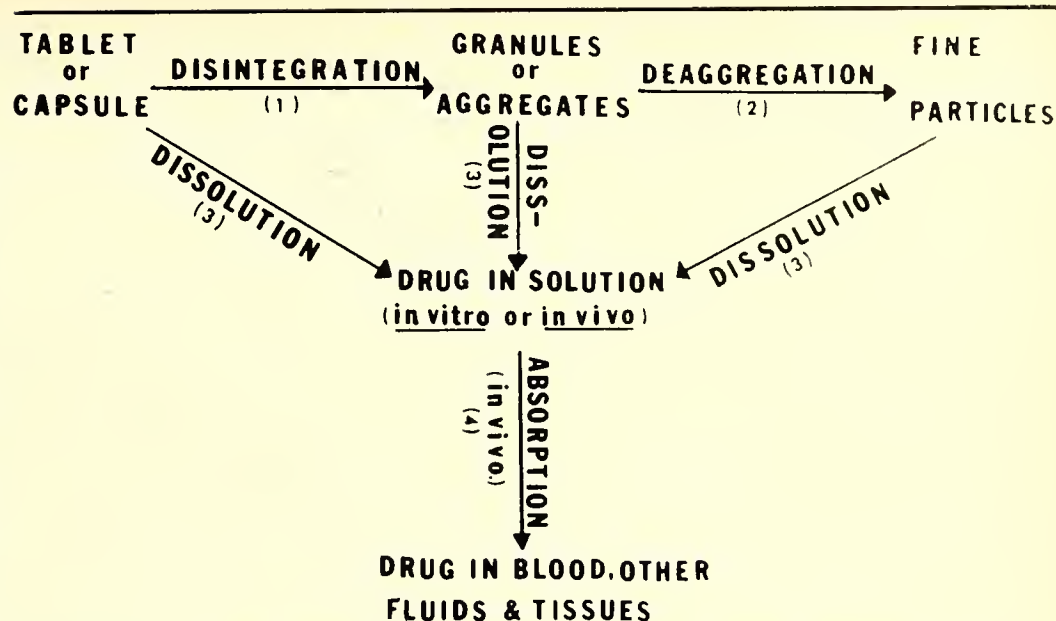 TABLET
or
CAPSULE
DISINTEGRATION
(1)
GRANULES
or
AGGREGATES
DEAGGREGATION
(2)
FINE
PARTICLES
DISSOLUTION
(3)
DISS-
OLUTION
(3)
DISSOLUTION
(3)
DRUG IN SOLUTION
(in vitro or in vivo)
ABSORPTION
(in vivo.)
(4)
DRUG IN BLOOD, OTHER
FLUIDS & TISSUES